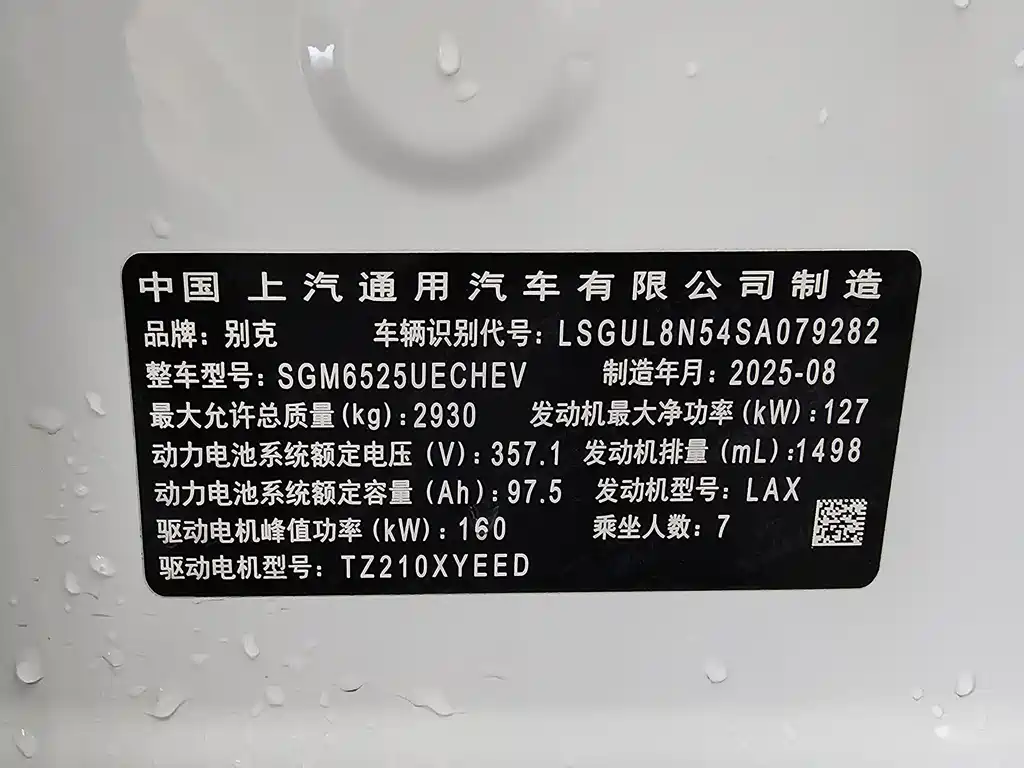 中国 上汽通用汽车有限公司制造
品牌：别克 车辆识别代号：LSGUL8N54SA079282
整车型号：SGM6525UECHEV 制造年月：2025-08
最大允许总质量(kg)：2930 发动机最大净功率(kW)：127
动力电池系统额定电压(V)：357.1 发动机排量(mL)：1498
动力电池系统额定容量(Ah)：97.5 发动机型号：LAX
驱动电机峰值功率(kW)：160 乘坐人数：7
驱动电机型号：TZ210XYEED